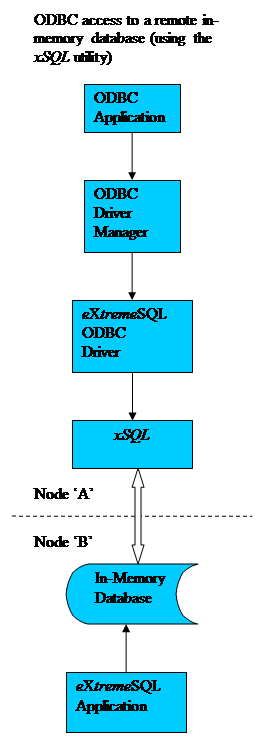 ODBC access to a remote in-
memory database (using the
xSQL utility)
ODBC
Application
ODBC
Driver
Manager
eXtremeSQL
ODBC
Driver
xSQL
Node ‘A’
Node ‘B’
In-Memory
Database
eXtremeSQL
Application